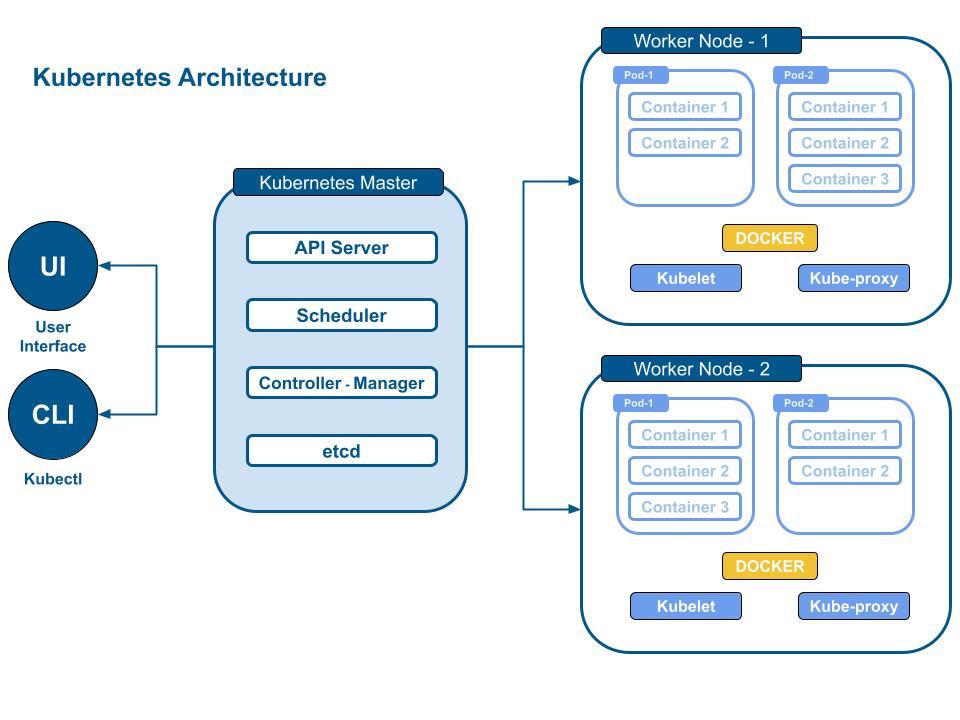 Kubernetes Architecture
UI
User
Interface
CLI
Kubectl
Kubernetes Master
API Server
Scheduler
Controller - Manager
etcd
Worker Node - 1
Pod-1
Container 1
Container 2
Pod-2
Container 1
Container 2
Container 3
DOCKER
Kubelet
Kube-proxy
Worker Node - 2
Pod-1
Container 1
Container 2
Container 3
Pod-2
Container 1
Container 2
DOCKER
Kubelet
Kube-proxy